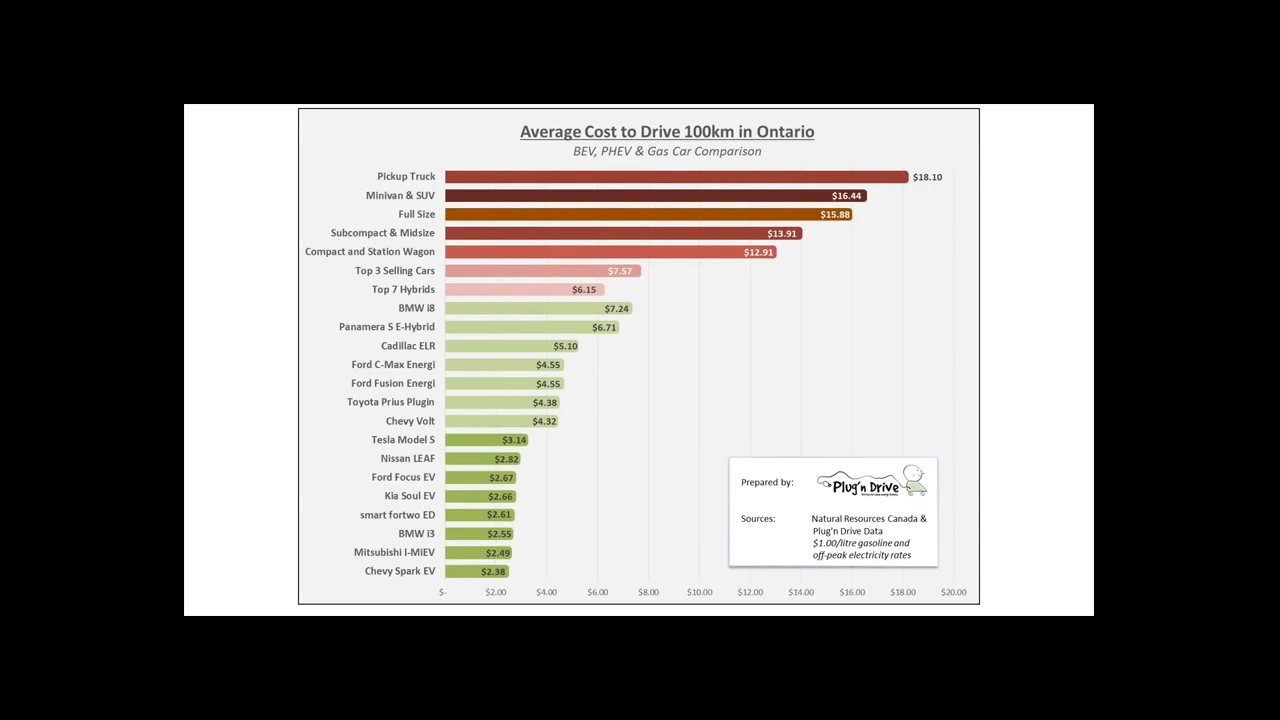 Average Cost to Drive 100km in Ontario
BEV, PHEV & Gas Car Comparison
Pickup Truck $18.10
Minivan & SUV $16.44
Full Size $15.88
Subcompact & Midsize $13.91
Compact and Station Wagon $12.91
Top 3 Selling Cars $7.57
Top 7 Hybrids $6.15
BMW i8 $7.24
Panamera S E-Hybrid $6.71
Cadillac ELR $5.10
Ford C-Max Energi $4.55
Ford Fusion Energi $4.55
Toyota Prius Plugin $4.38
Chevy Volt $4.32
Tesla Model S $3.14
Nissan LEAF $2.82
Ford Focus EV $2.67
Kia Soul EV $2.66
smart fortwo ED $2.61
BMW i3 $2.55
Mitsubishi I-MiEV $2.49
Chevy Spark EV $2.38
$- $2.00 $4.00 $6.00 $8.00 $10.00 $12.00 $14.00 $16.00 $18.00 $20.00
Prepared by: Plug'n Drive
Sources: Natural Resources Canada &
Plug'n Drive Data
$1.00/litre gasoline and
off-peak electricity rates